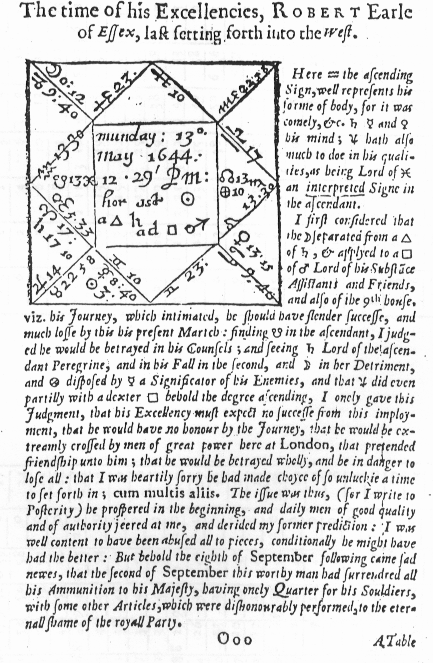 The time of his Excellencies, ROBERT Earle
of Eſſex, laſt ſetting forth into the Weſt.
munday: 13°.
may 1644.
12 . 29' P.M:
hor ast ☉
a △ ♄ ad □ ♂
Here ♒ the aſcending
Sign, well repreſents his
forme of body, for it was
comely, &c. ♄ ☿ and ♀
his mind; ♃ hath alſo
much to doe in his quali-
ties, as being Lord of ♓
an intercepted Signe in
the aſcendant.
I firſt conſidered that
the ☽ ſeparated from a △
of ♄, & applyed to a □
of ♂ Lord of his Subſtāce
Aſſiſtants and Friends,
and alſo of the 9th houſe,
viz. his Journey, which intimated, he ſhould have ſlender ſucceſſe, and
much loſſe by this his preſent March: finding ☋ in the aſcendant, I judg-
ed he would be betrayed in his Counſels; and ſeeing ♄ Lord of the aſcen-
dant Peregrine, and in his Fall in the ſecond, and ☽ in her Detriment,
and ⊕ diſpoſed by ☿ a Significator of his Enemies, and that ♃ did even
partilly with a dexter □ behold the degree aſcending, I onely gave this
Judgment, that his Excellency muſt expect no ſucceſſe from this imploy-
ment, that he would have no honour by the Journey, that he would be ex-
treamly croſſed by men of great power here at London, that pretended
friendſhip unto him; that he would be betrayed wholly, and be in danger to
loſe all: that I was heartily ſorry he had made choyce of ſo unluckie a time
to ſet forth in; cum multis aliis. The iſſue was thus, (for I write to
Poſterity) he proſpered in the beginning, and daily men of good quality
and of authority jeered at me, and derided my former prediction: I was
well content to have been abuſed all to pieces, conditionally he might have
had the better: But behold the eighth of September following came ſad
newes, that the ſecond of September this worthy man had ſurrendred all
his Ammunition to his Majeſty, having onely Quarter for his Souldiers,
with ſome other Articles, which were diſhonourably performed, to the eter-
nall ſhame of the royall Party.
Ooo
A Table